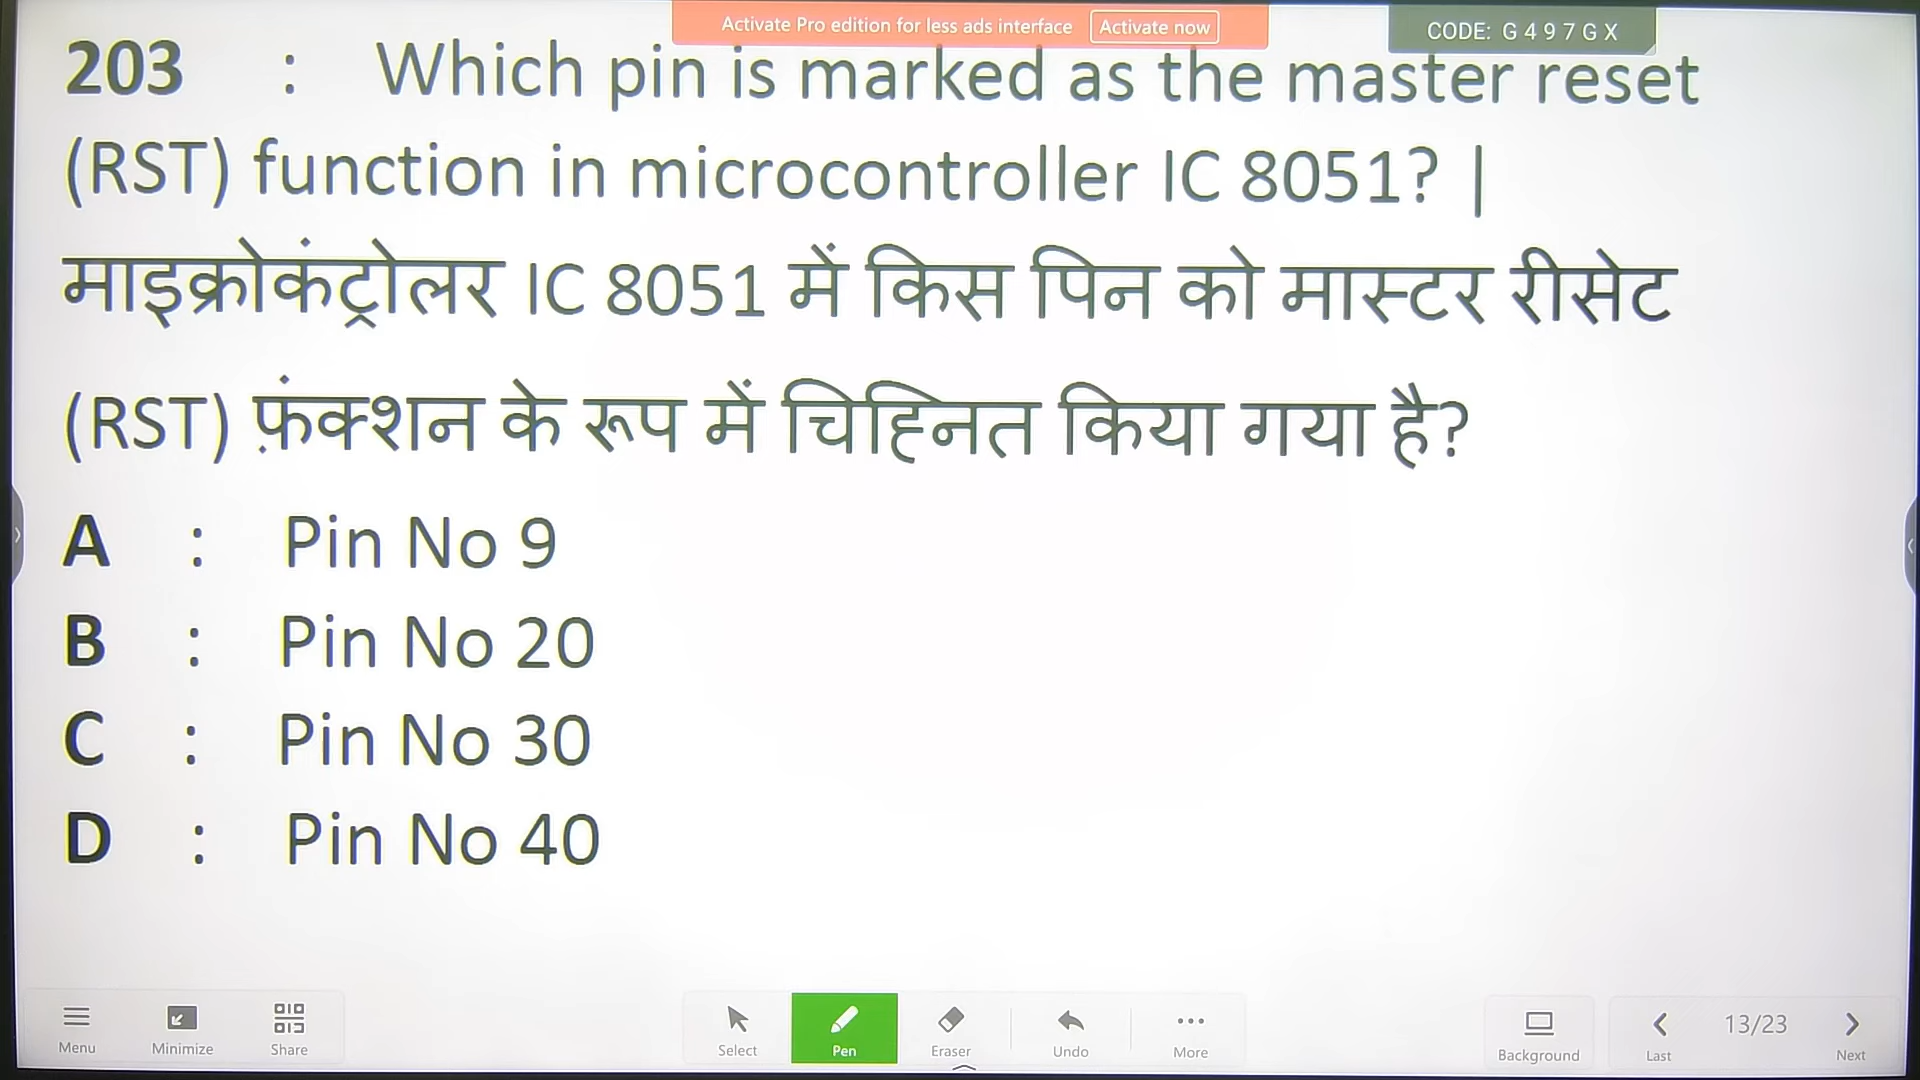 Activate Pro edition for less ads interface Activate now
CODE: G497GX
203 : Which pin is marked as the master reset
(RST) function in microcontroller IC 8051? |
माइक्रोकंट्रोलर IC 8051 में किस पिन को मास्टर रीसेट
(RST) फ़ंक्शन के रूप में चिह्नित किया गया है?
A : Pin No 9
B : Pin No 20
C : Pin No 30
D : Pin No 40
Menu Minimize Share Select Pen Eraser Undo More Background Last 13/23 Next